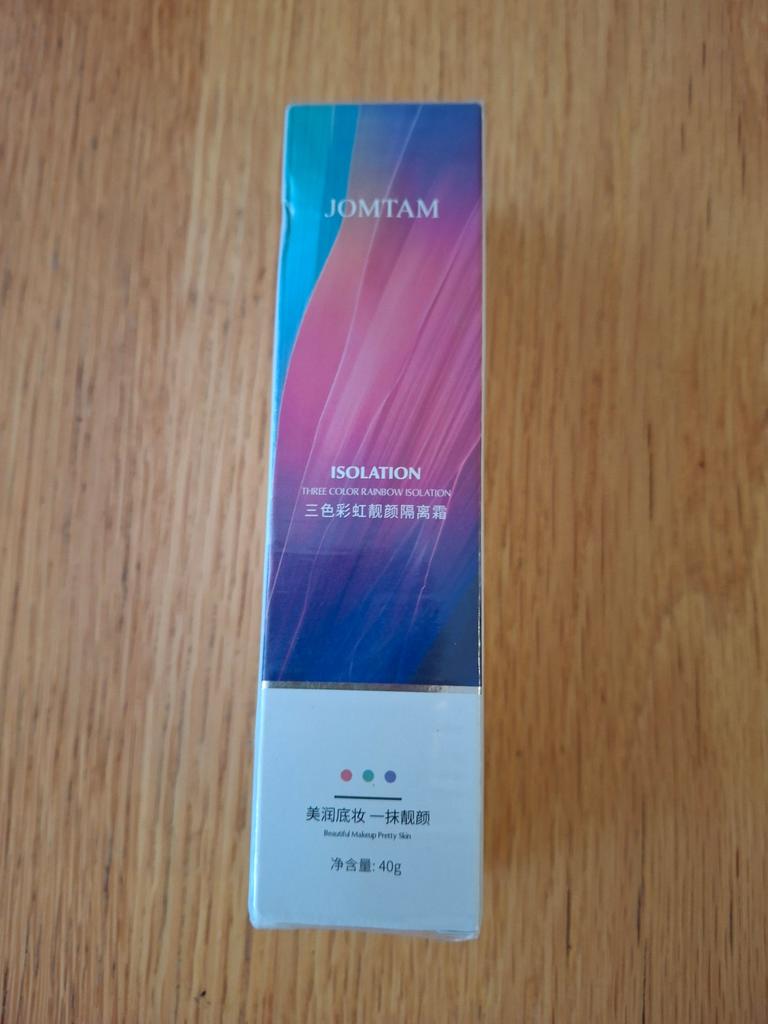 JOMTAM
ISOLATION
THREE COLOR RAINBOW ISOLATION
三色彩虹靓颜隔离霜
美润底妆 一抹靓颜
Beautiful Makeup Pretty Skin
净含量: 40g